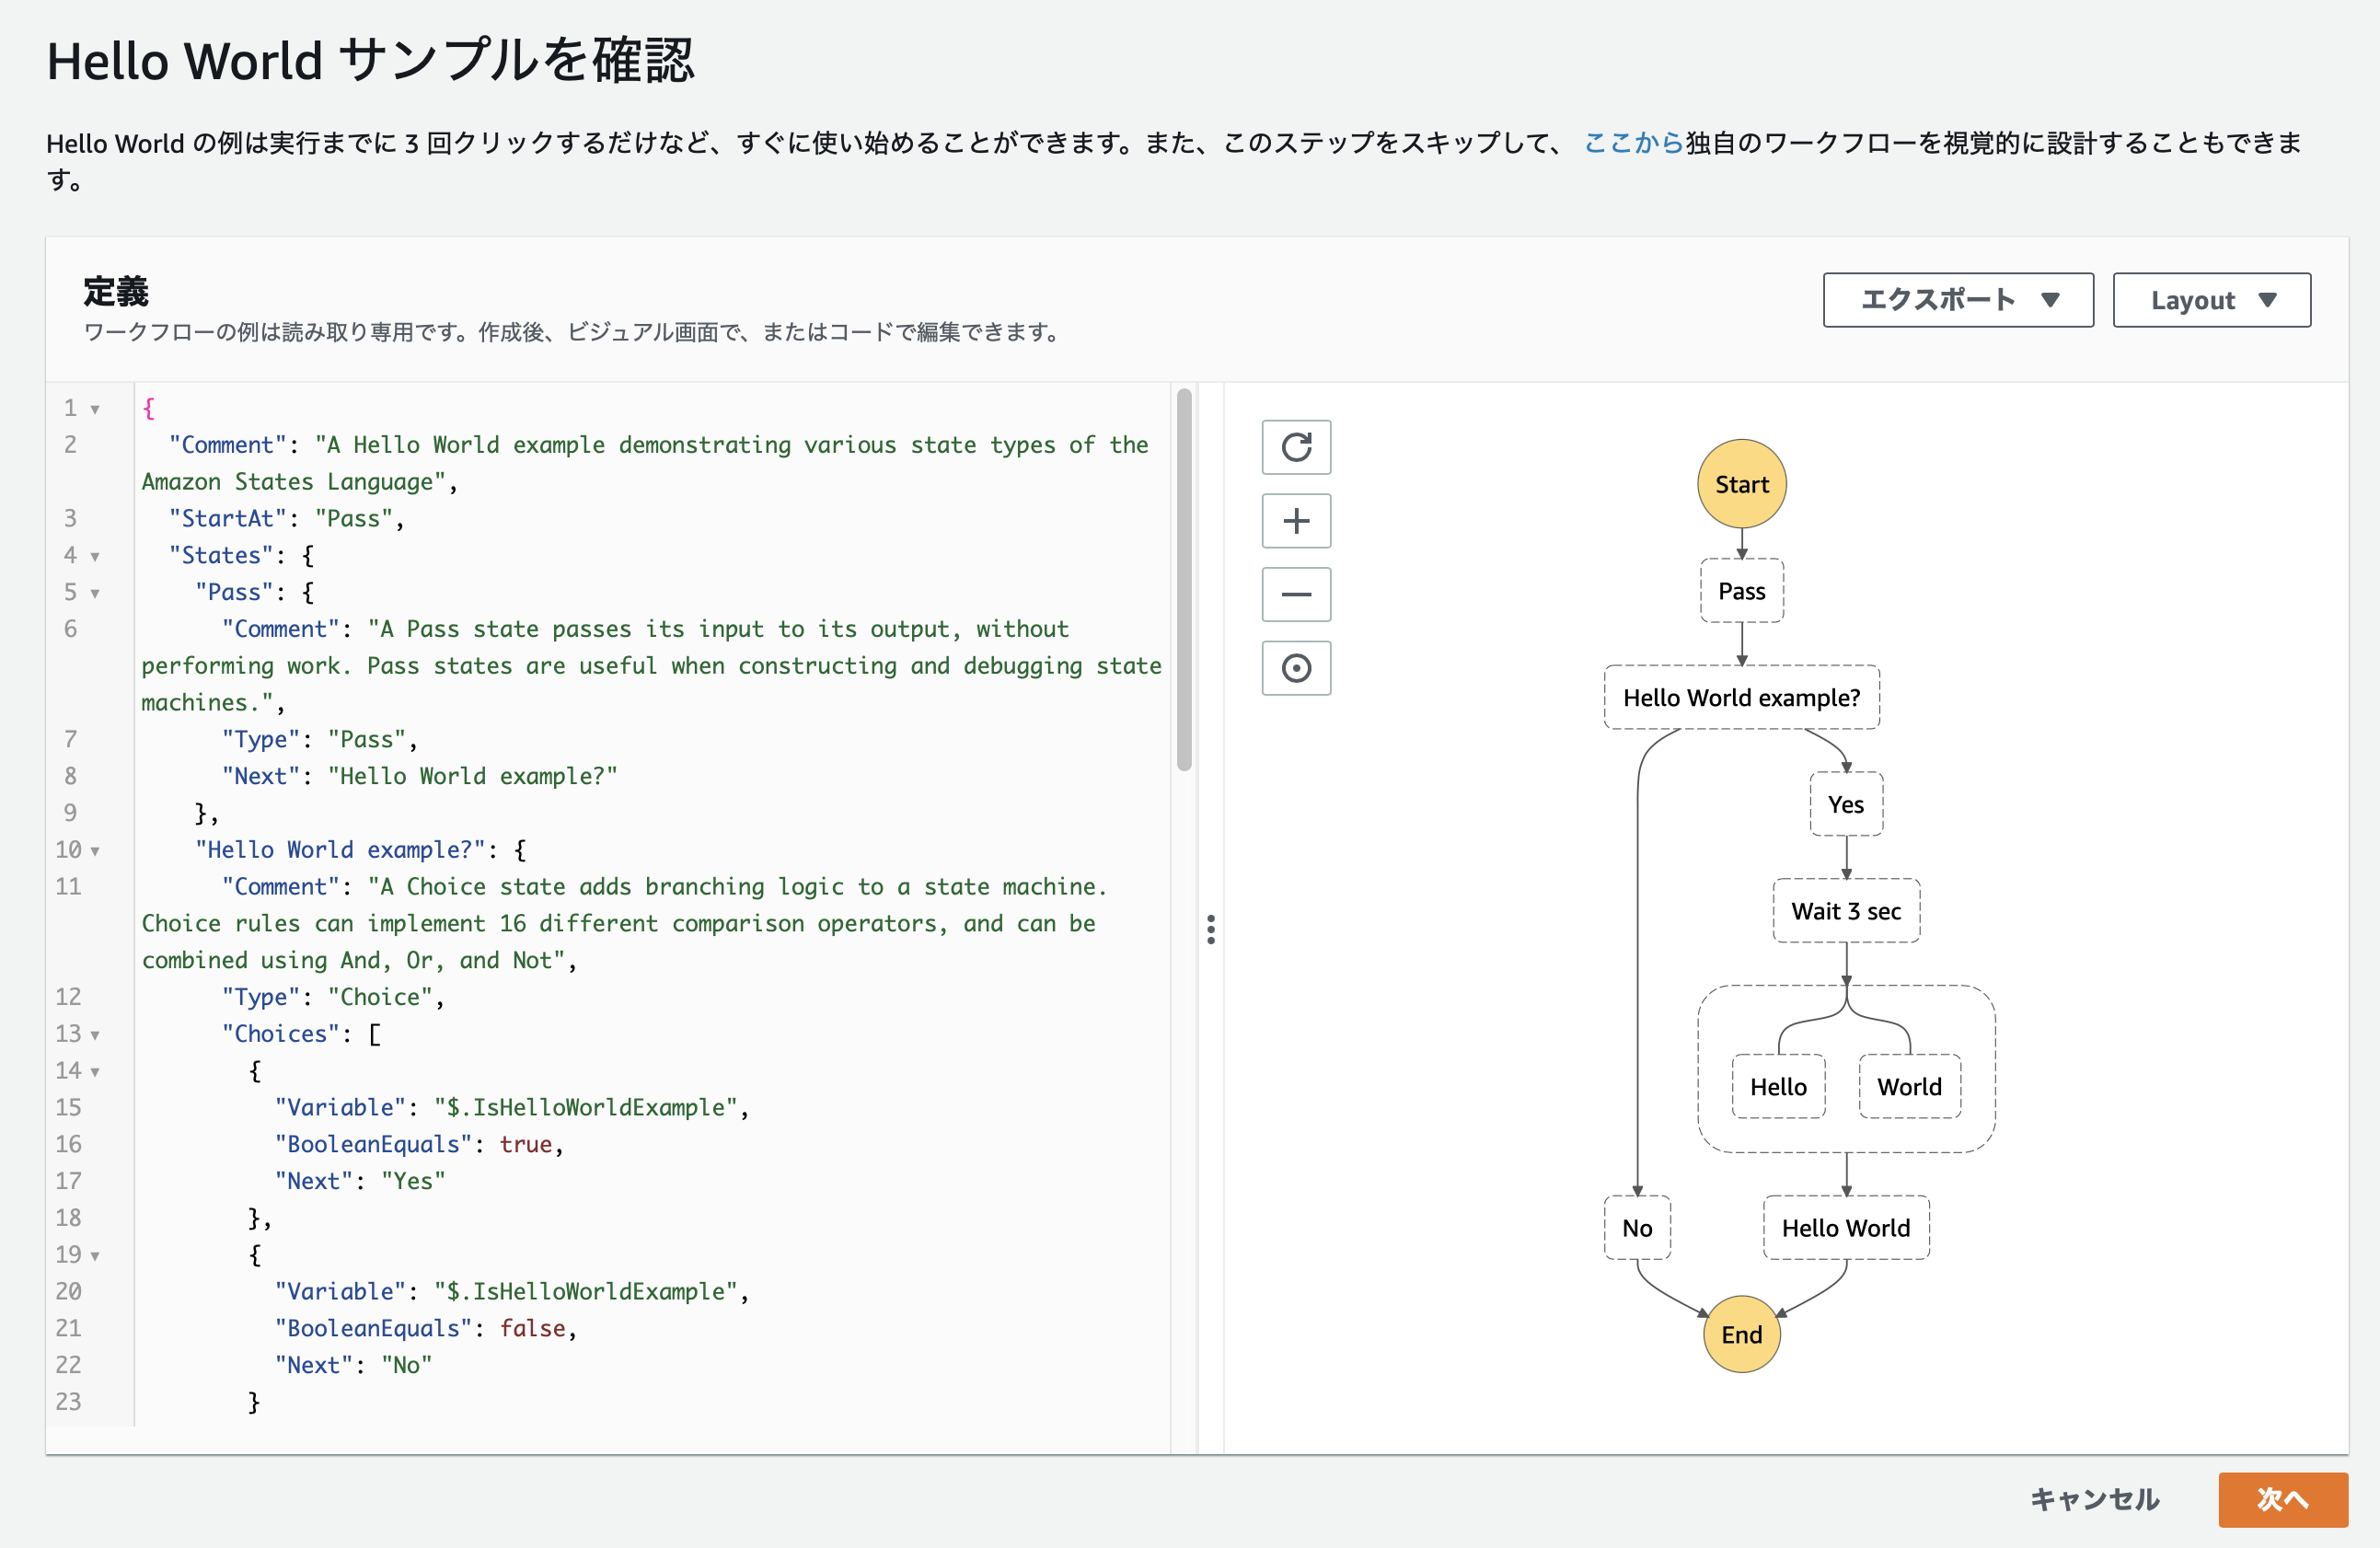 Hello World サンプルを確認
Hello World の例は実行までに 3 回クリックするだけなど、すぐに使い始めることができます。また、このステップをスキップして、 ここから独自のワークフローを視覚的に設計することもできま
す。
定義
ワークフローの例は読み取り専用です。作成後、ビジュアル画面で、またはコードで編集できます。
エクスポート
Layout
1 {
2 "Comment": "A Hello World example demonstrating various state types of the
Amazon States Language",
3 "StartAt": "Pass",
4 "States": {
5 "Pass": {
6 "Comment": "A Pass state passes its input to its output, without
performing work. Pass states are useful when constructing and debugging state
machines.",
7 "Type": "Pass",
8 "Next": "Hello World example?"
9 },
10 "Hello World example?": {
11 "Comment": "A Choice state adds branching logic to a state machine.
Choice rules can implement 16 different comparison operators, and can be
combined using And, Or, and Not",
12 "Type": "Choice",
13 "Choices": [
14 {
15 "Variable": "$.IsHelloWorldExample",
16 "BooleanEquals": true,
17 "Next": "Yes"
18 },
19 {
20 "Variable": "$.IsHelloWorldExample",
21 "BooleanEquals": false,
22 "Next": "No"
23 }
Start
Pass
Hello World example?
Yes
Wait 3 sec
Hello
World
No
Hello World
End
キャンセル
次へ